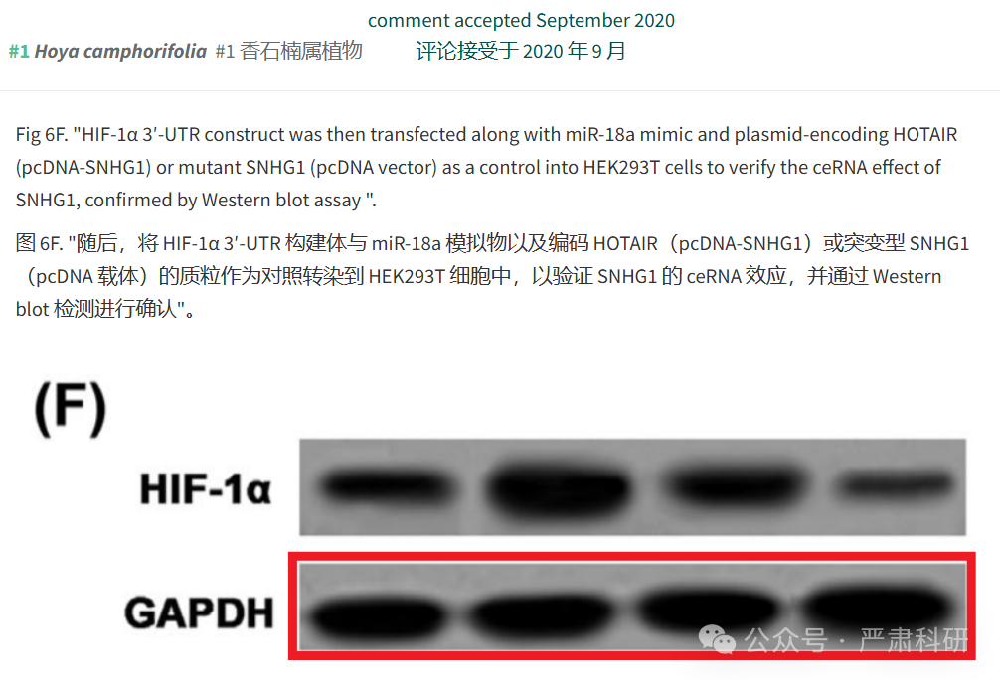 comment accepted September 2020
#1 Hoya camphorifolia #1 香石楠属植物 评论接受于 2020 年 9 月
Fig 6F. "HIF-1α 3′-UTR construct was then transfected along with miR-18a mimic and plasmid-encoding HOTAIR
(pcDNA-SNHG1) or mutant SNHG1 (pcDNA vector) as a control into HEK293T cells to verify the ceRNA effect of
SNHG1, confirmed by Western blot assay ".
图 6F. "随后，将 HIF-1α 3′-UTR 构建体与 miR-18a 模拟物以及编码 HOTAIR（pcDNA-SNHG1）或突变型 SNHG1
（pcDNA 载体）的质粒作为对照转染到 HEK293T 细胞中，以验证 SNHG1 的 ceRNA 效应，并通过 Western
blot 检测进行确认"。
(F)
HIF-1α
GAPDH
公众号 · 严肃科研